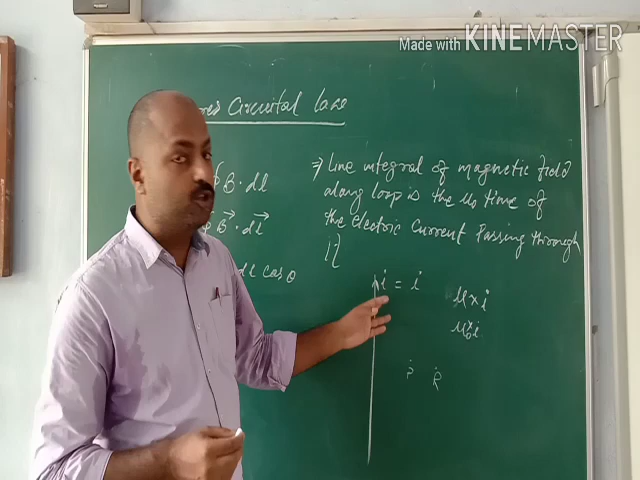 Made with KINEMASTER
Circuital law
∮ B · dl
⇒ Line integral of magnetic field
∮ B⃗ · dl⃗
along loop is the μ0 time of
the electric current passing through
it
dl cos θ
i = i
μ × i
μ0 × i
P R